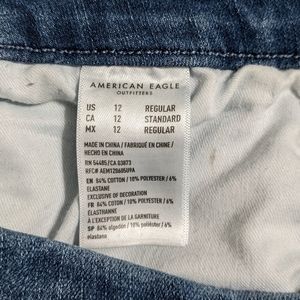 AMERICAN EAGLE
OUTFITTERS
US 12 REGULAR
CA 12 STANDARD
MX 12 REGULAR
MADE IN CHINA / FABRIQUÉ EN CHINE /
HECHO EN CHINA
RN 54485/CA 03873
RFC# AEM120605U9A
EN 84% COTTON / 10% POLYESTER / 6%
ELASTANE
EXCLUSIVE OF DECORATION
FR 84% COTON / 10% POLYESTER / 6%
ÉLASTHANNE
À L'EXCEPTION DE LA GARNITURE
SP 84% algodón / 10% poliéster / 6%
elastano